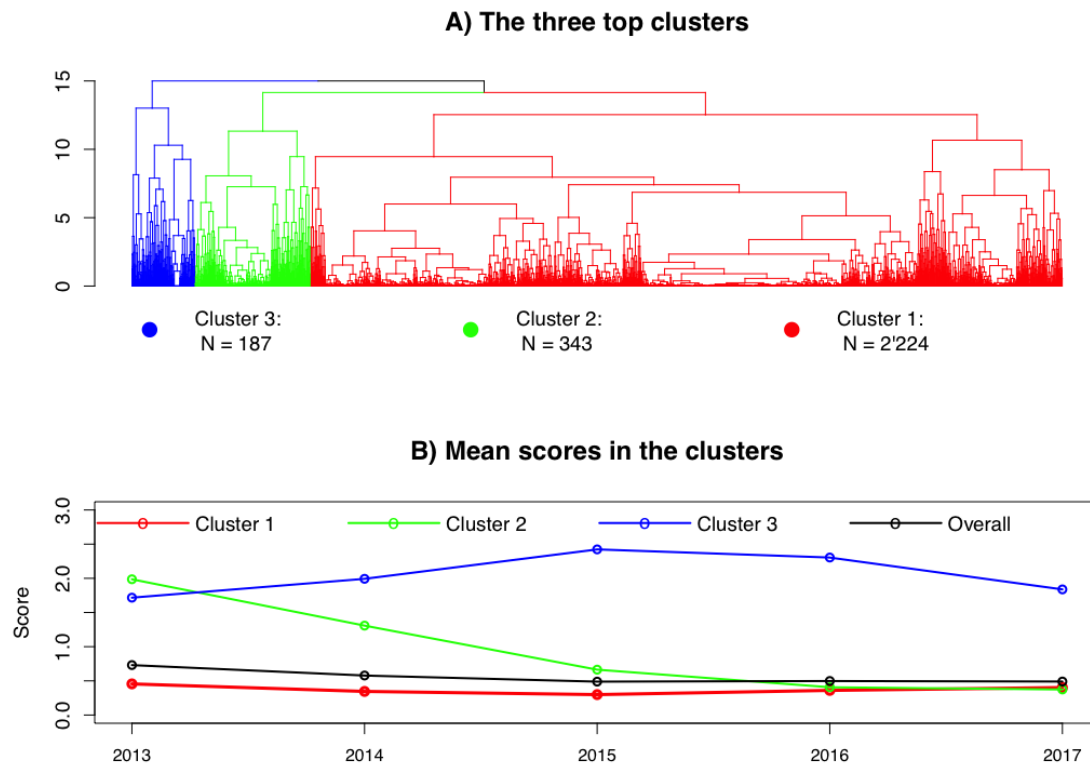 A) The three top clusters
15
10
5
0
Cluster 3:
N = 187
Cluster 2:
N = 343
Cluster 1:
N = 2'224
B) Mean scores in the clusters
Score
3.0
2.0
1.0
0.0
Cluster 1
Cluster 2
Cluster 3
Overall
2013
2014
2015
2016
2017